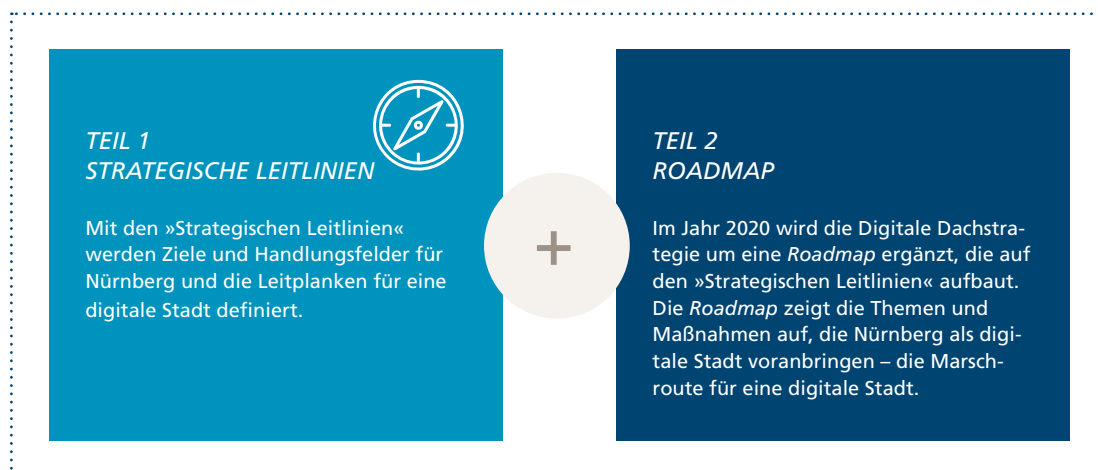 TEIL 1
STRATEGISCHE LEITLINIEN
Mit den »Strategischen Leitlinien«
werden Ziele und Handlungsfelder für
Nürnberg und die Leitplanken für eine
digitale Stadt definiert.
+
TEIL 2
ROADMAP
Im Jahr 2020 wird die Digitale Dachstra-
tegie um eine Roadmap ergänzt, die auf
den »Strategischen Leitlinien« aufbaut.
Die Roadmap zeigt die Themen und
Maßnahmen auf, die Nürnberg als digi-
tale Stadt voranbringen – die Marsch-
route für eine digitale Stadt.